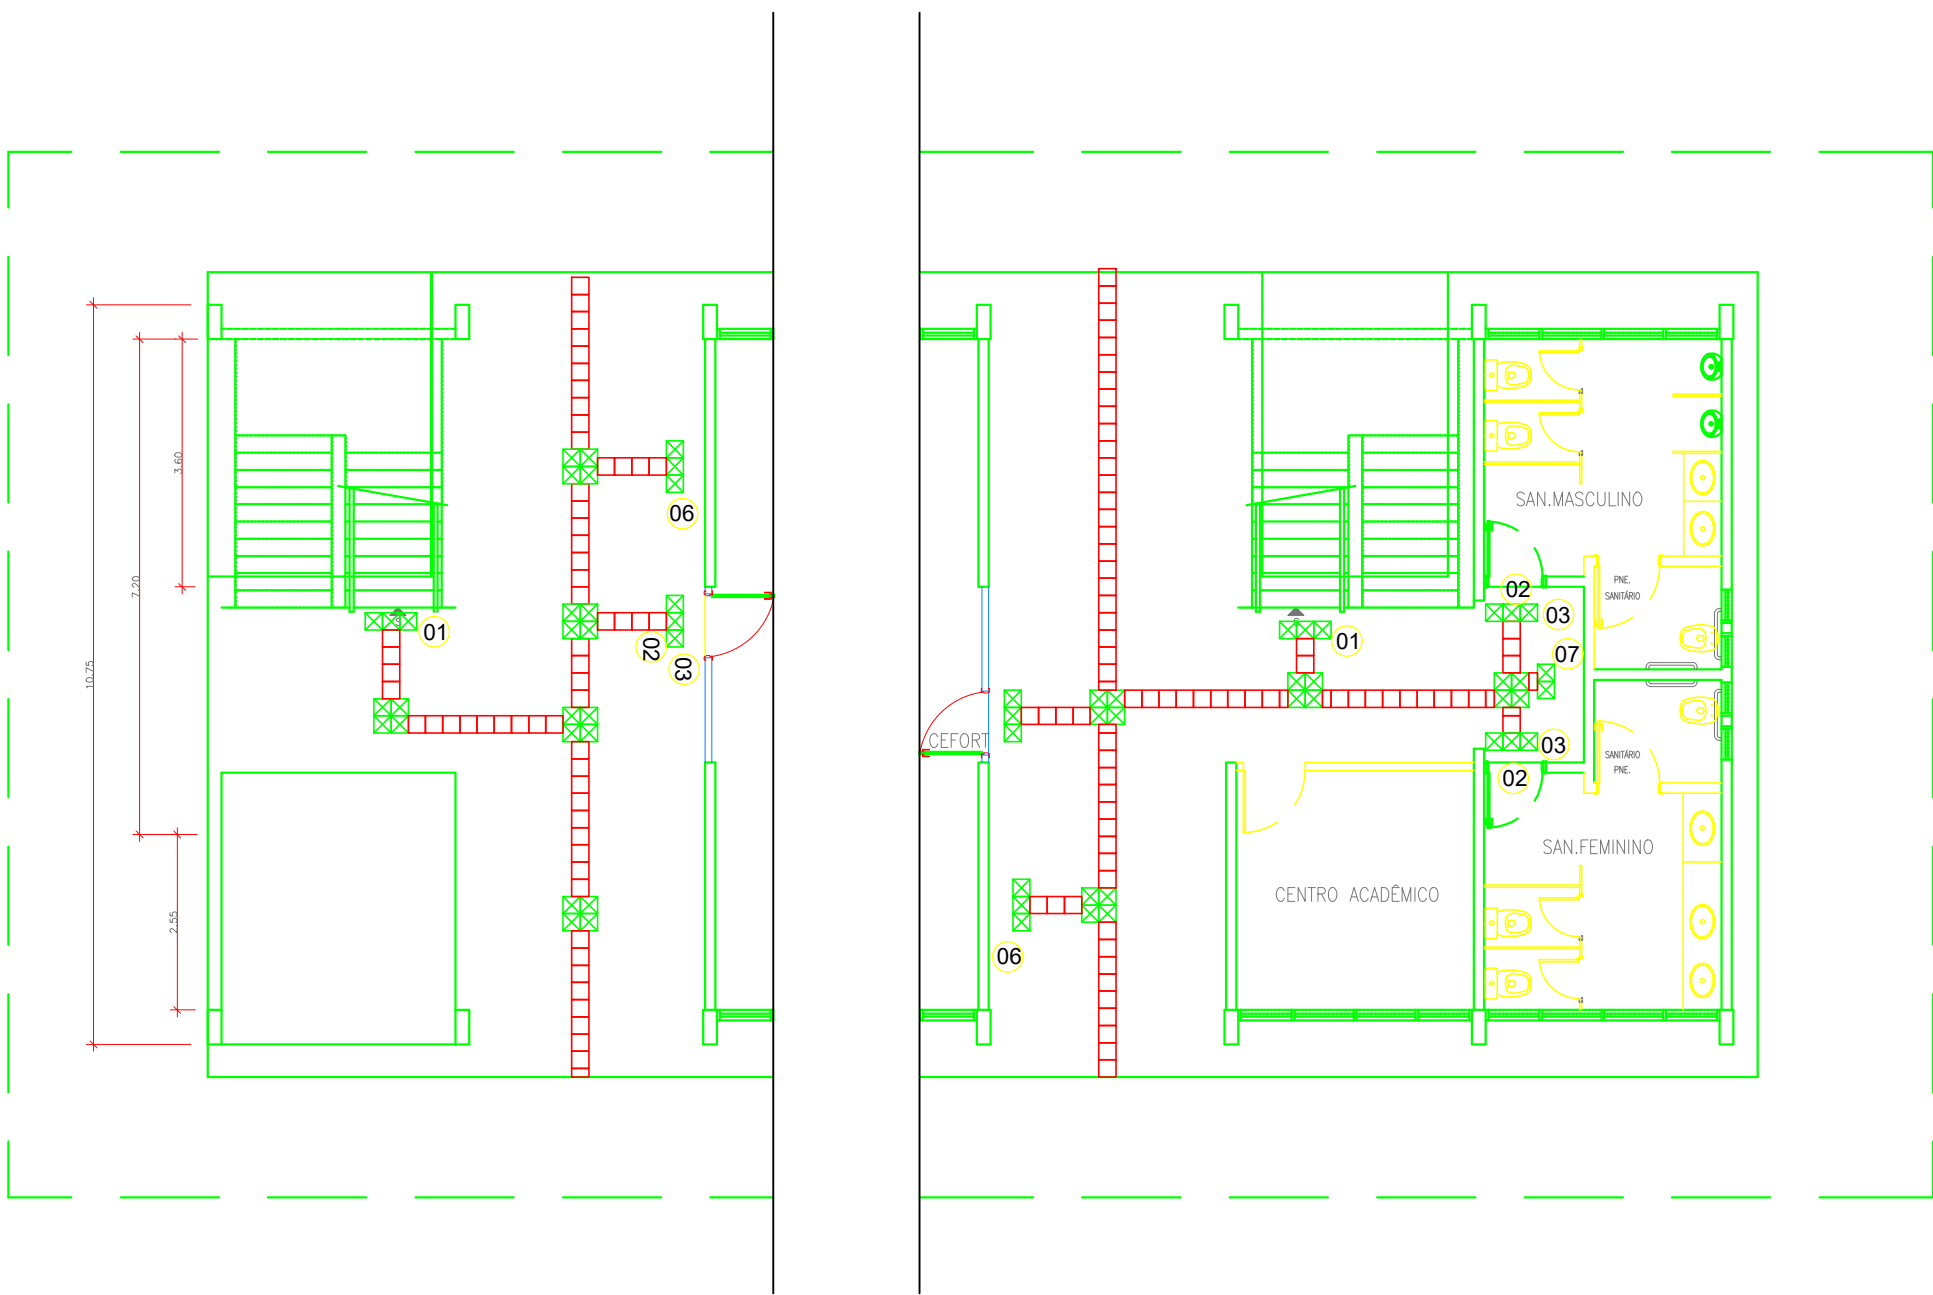 3.60
7.20
10.75
2.55
01
06
02
03
CEFORT
06
01
SAN.MASCULINO
02
03
07
PNE.
SANITÁRIO
03
02
SANITÁRIO
PNE.
SAN.FEMININO
CENTRO ACADÊMICO